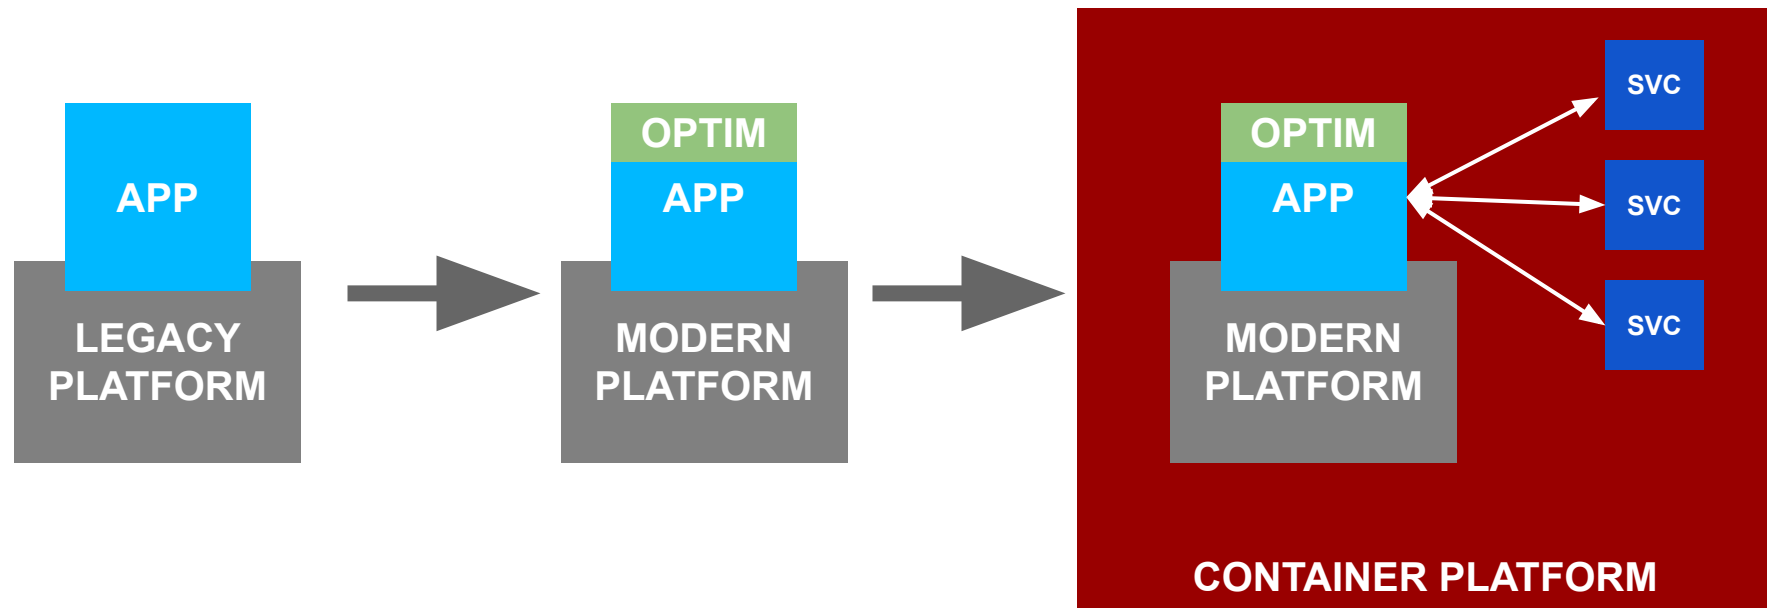 APP
LEGACY
PLATFORM
OPTIM
APP
MODERN
PLATFORM
OPTIM
APP
MODERN
PLATFORM
SVC
SVC
SVC
CONTAINER PLATFORM